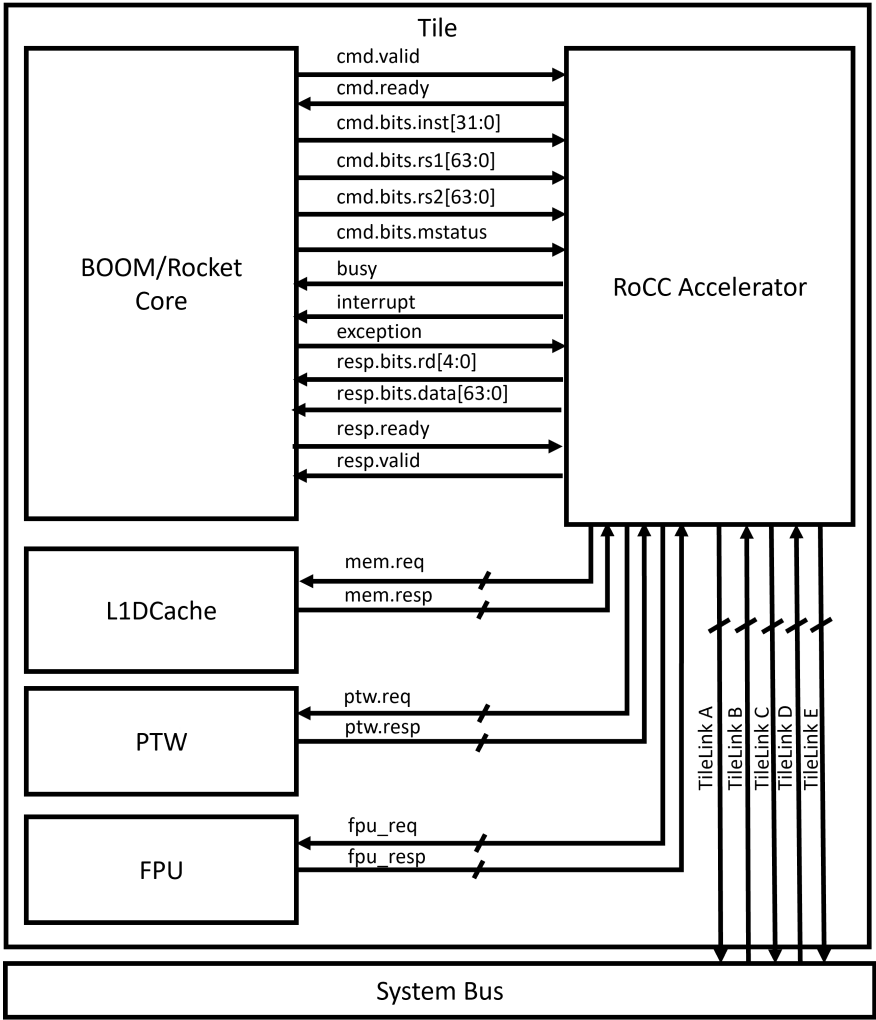 Tile
cmd.valid
cmd.ready
cmd.bits.inst[31:0]
cmd.bits.rs1[63:0]
cmd.bits.rs2[63:0]
cmd.bits.mstatus
busy
interrupt
exception
resp.bits.rd[4:0]
resp.bits.data[63:0]
resp.ready
resp.valid
BOOM/Rocket
Core
RoCC Accelerator
L1DCache
mem.req
mem.resp
PTW
ptw.req
ptw.resp
FPU
fpu_req
fpu_resp
TileLink A
TileLink B
TileLink C
TileLink D
TileLink E
System Bus